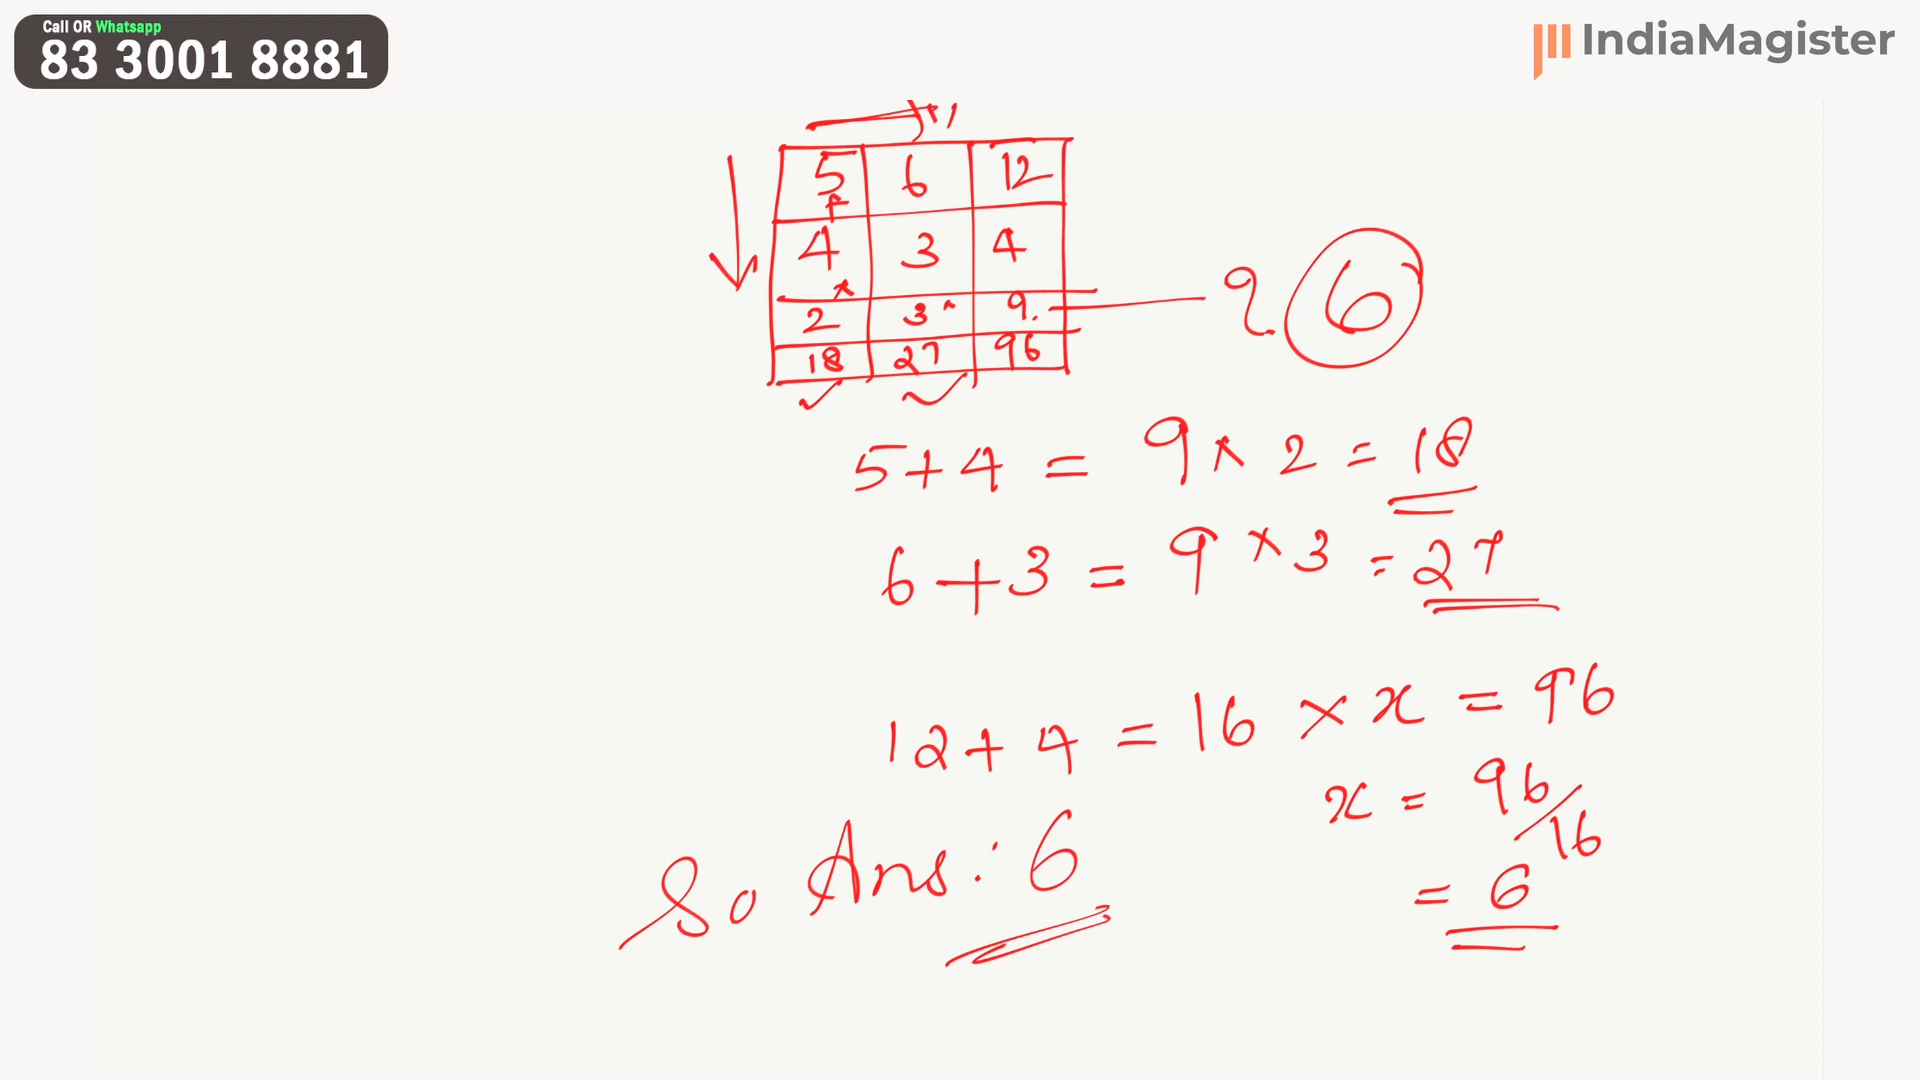 Call OR Whatsapp
83 3001 8881
IndiaMagister
5 6 12
+
4 3 4
×
2 3 × ?
18 27 96
? 6
5+4 = 9 × 2 = 18
6+3 = 9 × 3 = 27
12+4 = 16 × x = 96
x = 96/16
= 6
So Ans: 6